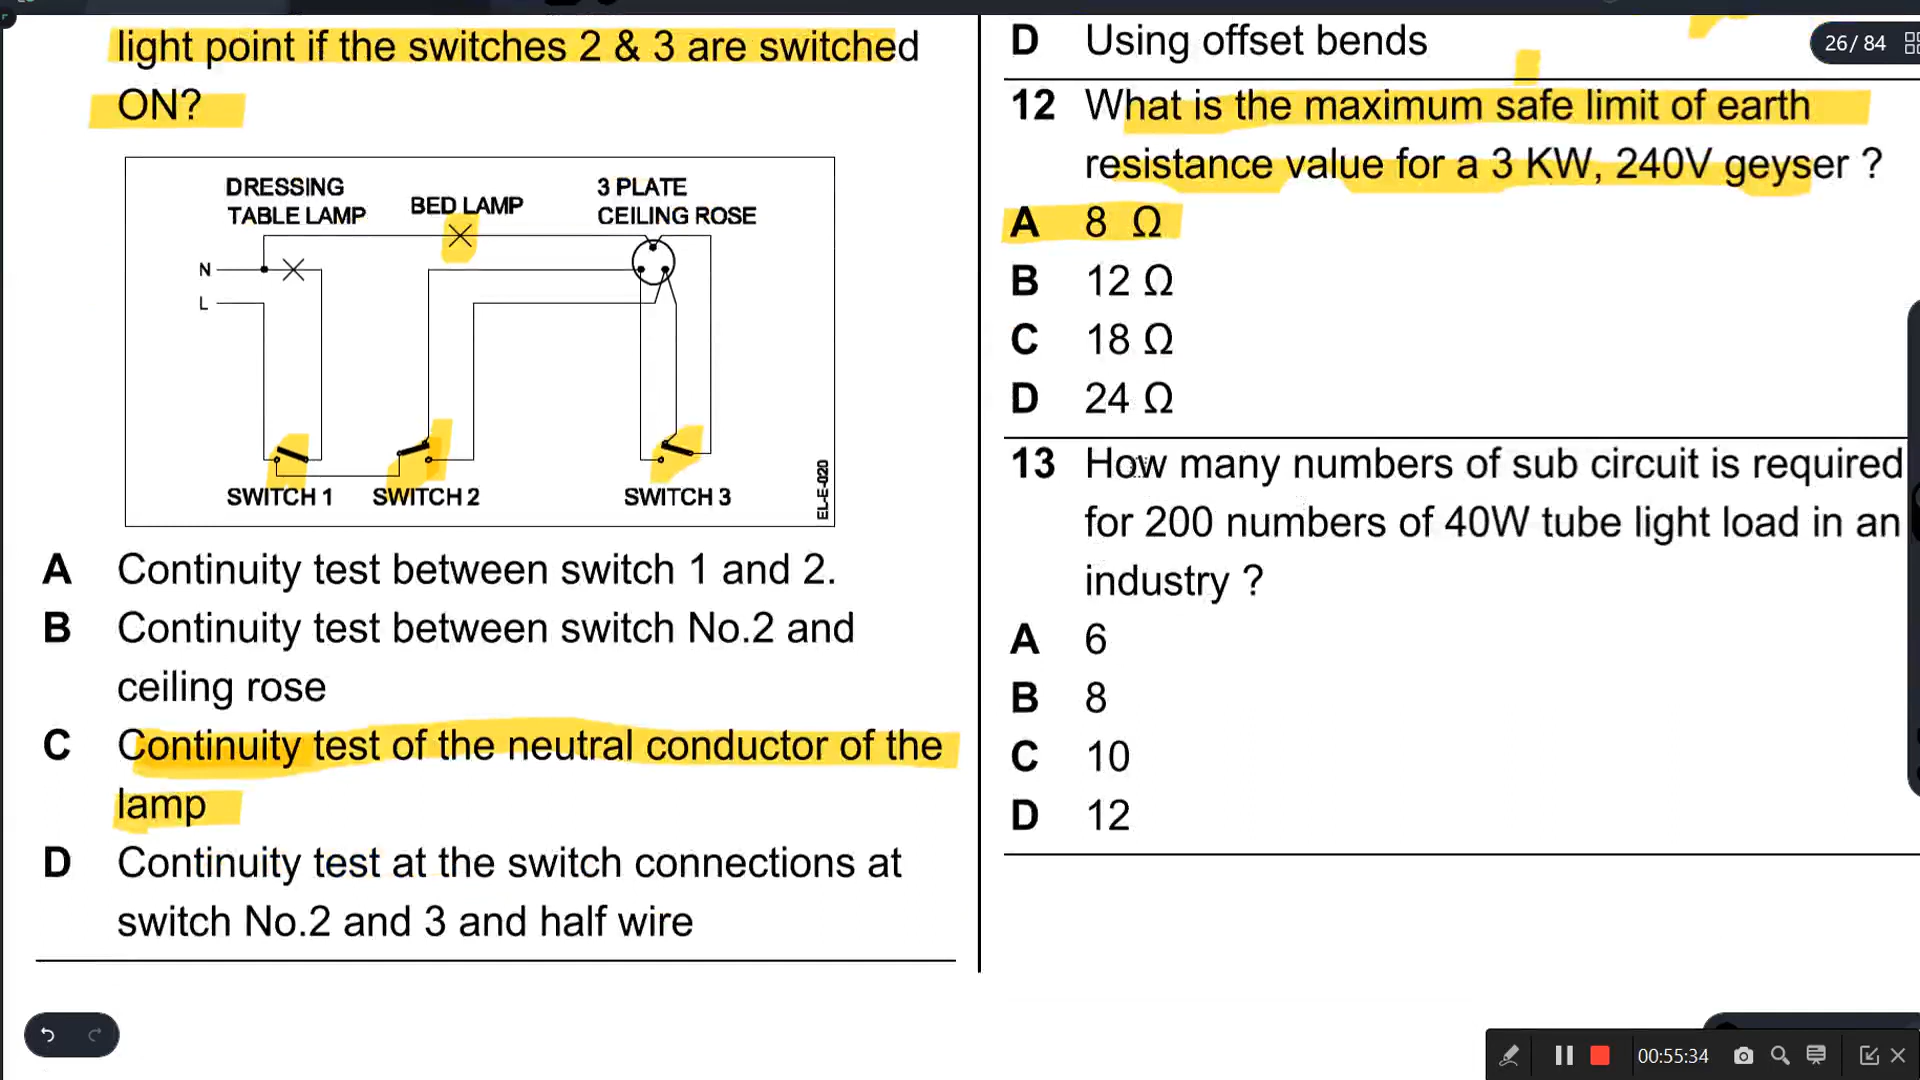 light point if the switches 2 & 3 are switched
ON?
DRESSING
TABLE LAMP
BED LAMP
3 PLATE
CEILING ROSE
N
L
SWITCH 1
SWITCH 2
SWITCH 3
EL-E-020
A Continuity test between switch 1 and 2.
B Continuity test between switch No.2 and
ceiling rose
C Continuity test of the neutral conductor of the
lamp
D Continuity test at the switch connections at
switch No.2 and 3 and half wire
D Using offset bends
12 What is the maximum safe limit of earth
resistance value for a 3 KW, 240V geyser ?
A 8 Ω
B 12 Ω
C 18 Ω
D 24 Ω
13 How many numbers of sub circuit is required
for 200 numbers of 40W tube light load in an
industry ?
A 6
B 8
C 10
D 12
26/ 84
00:55:34